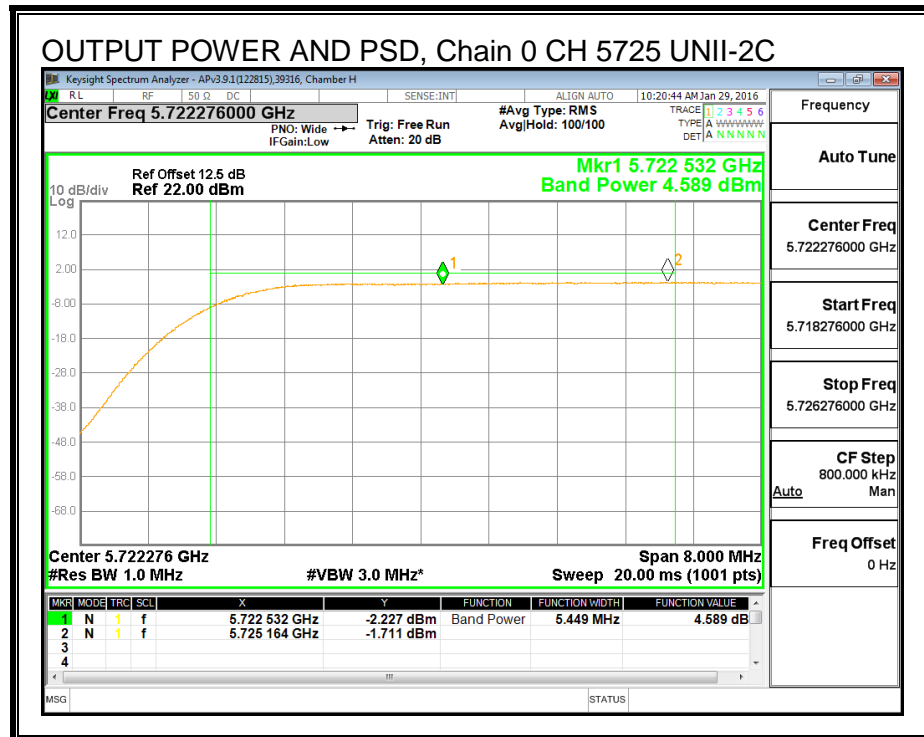 OUTPUT POWER AND PSD, Chain 0 CH 5725 UNII-2C
Keysight Spectrum Analyzer - APv3.9.1(122815),39316, Chamber H
LXI RL RF 50 Ω DC SENSE:INT ALIGN AUTO 10:20:44 AM Jan 29, 2016
Center Freq 5.722276000 GHz
PNO: Wide
IFGain:Low
Trig: Free Run
Atten: 20 dB
#Avg Type: RMS
Avg|Hold: 100/100
TRACE 1 2 3 4 5 6
TYPE A WWWWW
DET A N N N N N
Frequency
Auto Tune
Center Freq
5.722276000 GHz
Start Freq
5.718276000 GHz
Stop Freq
5.726276000 GHz
CF Step
800.000 kHz
Auto Man
Freq Offset
0 Hz
Mkr1 5.722 532 GHz
Band Power 4.589 dBm
Ref Offset 12.5 dB
10 dB/div Ref 22.00 dBm
Log
12.0
2.00
-8.00
-18.0
-28.0
-38.0
-48.0
-58.0
-68.0
1
2
Center 5.722276 GHz Span 8.000 MHz
#Res BW 1.0 MHz #VBW 3.0 MHz* Sweep 20.00 ms (1001 pts)
MKR MODE TRC SCL X Y FUNCTION FUNCTION WIDTH FUNCTION VALUE
1 N 1 f 5.722 532 GHz -2.227 dBm Band Power 5.449 MHz 4.589 dB
2 N 1 f 5.725 164 GHz -1.711 dBm
3
4
MSG STATUS